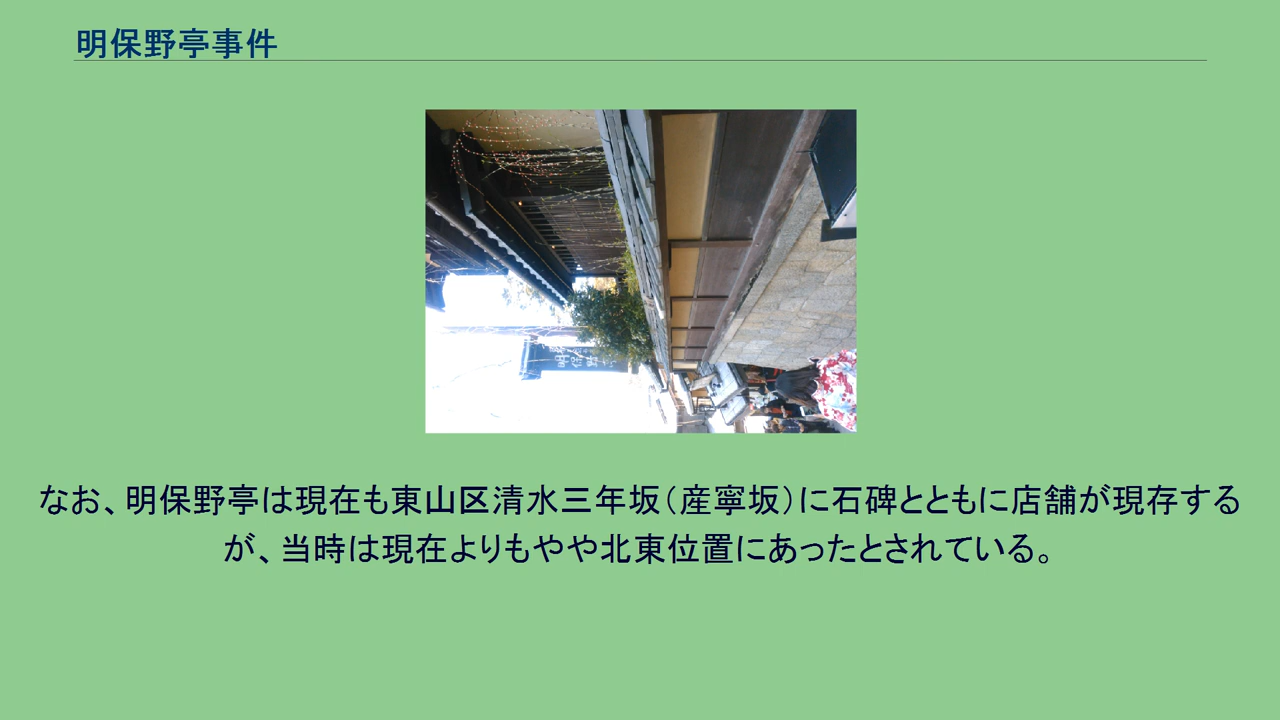 明保野亭事件
明保野
なお、明保野亭は現在も東山区清水三年坂（産寧坂）に石碑とともに店舗が現存する
が、当時は現在よりもやや北東位置にあったとされている。